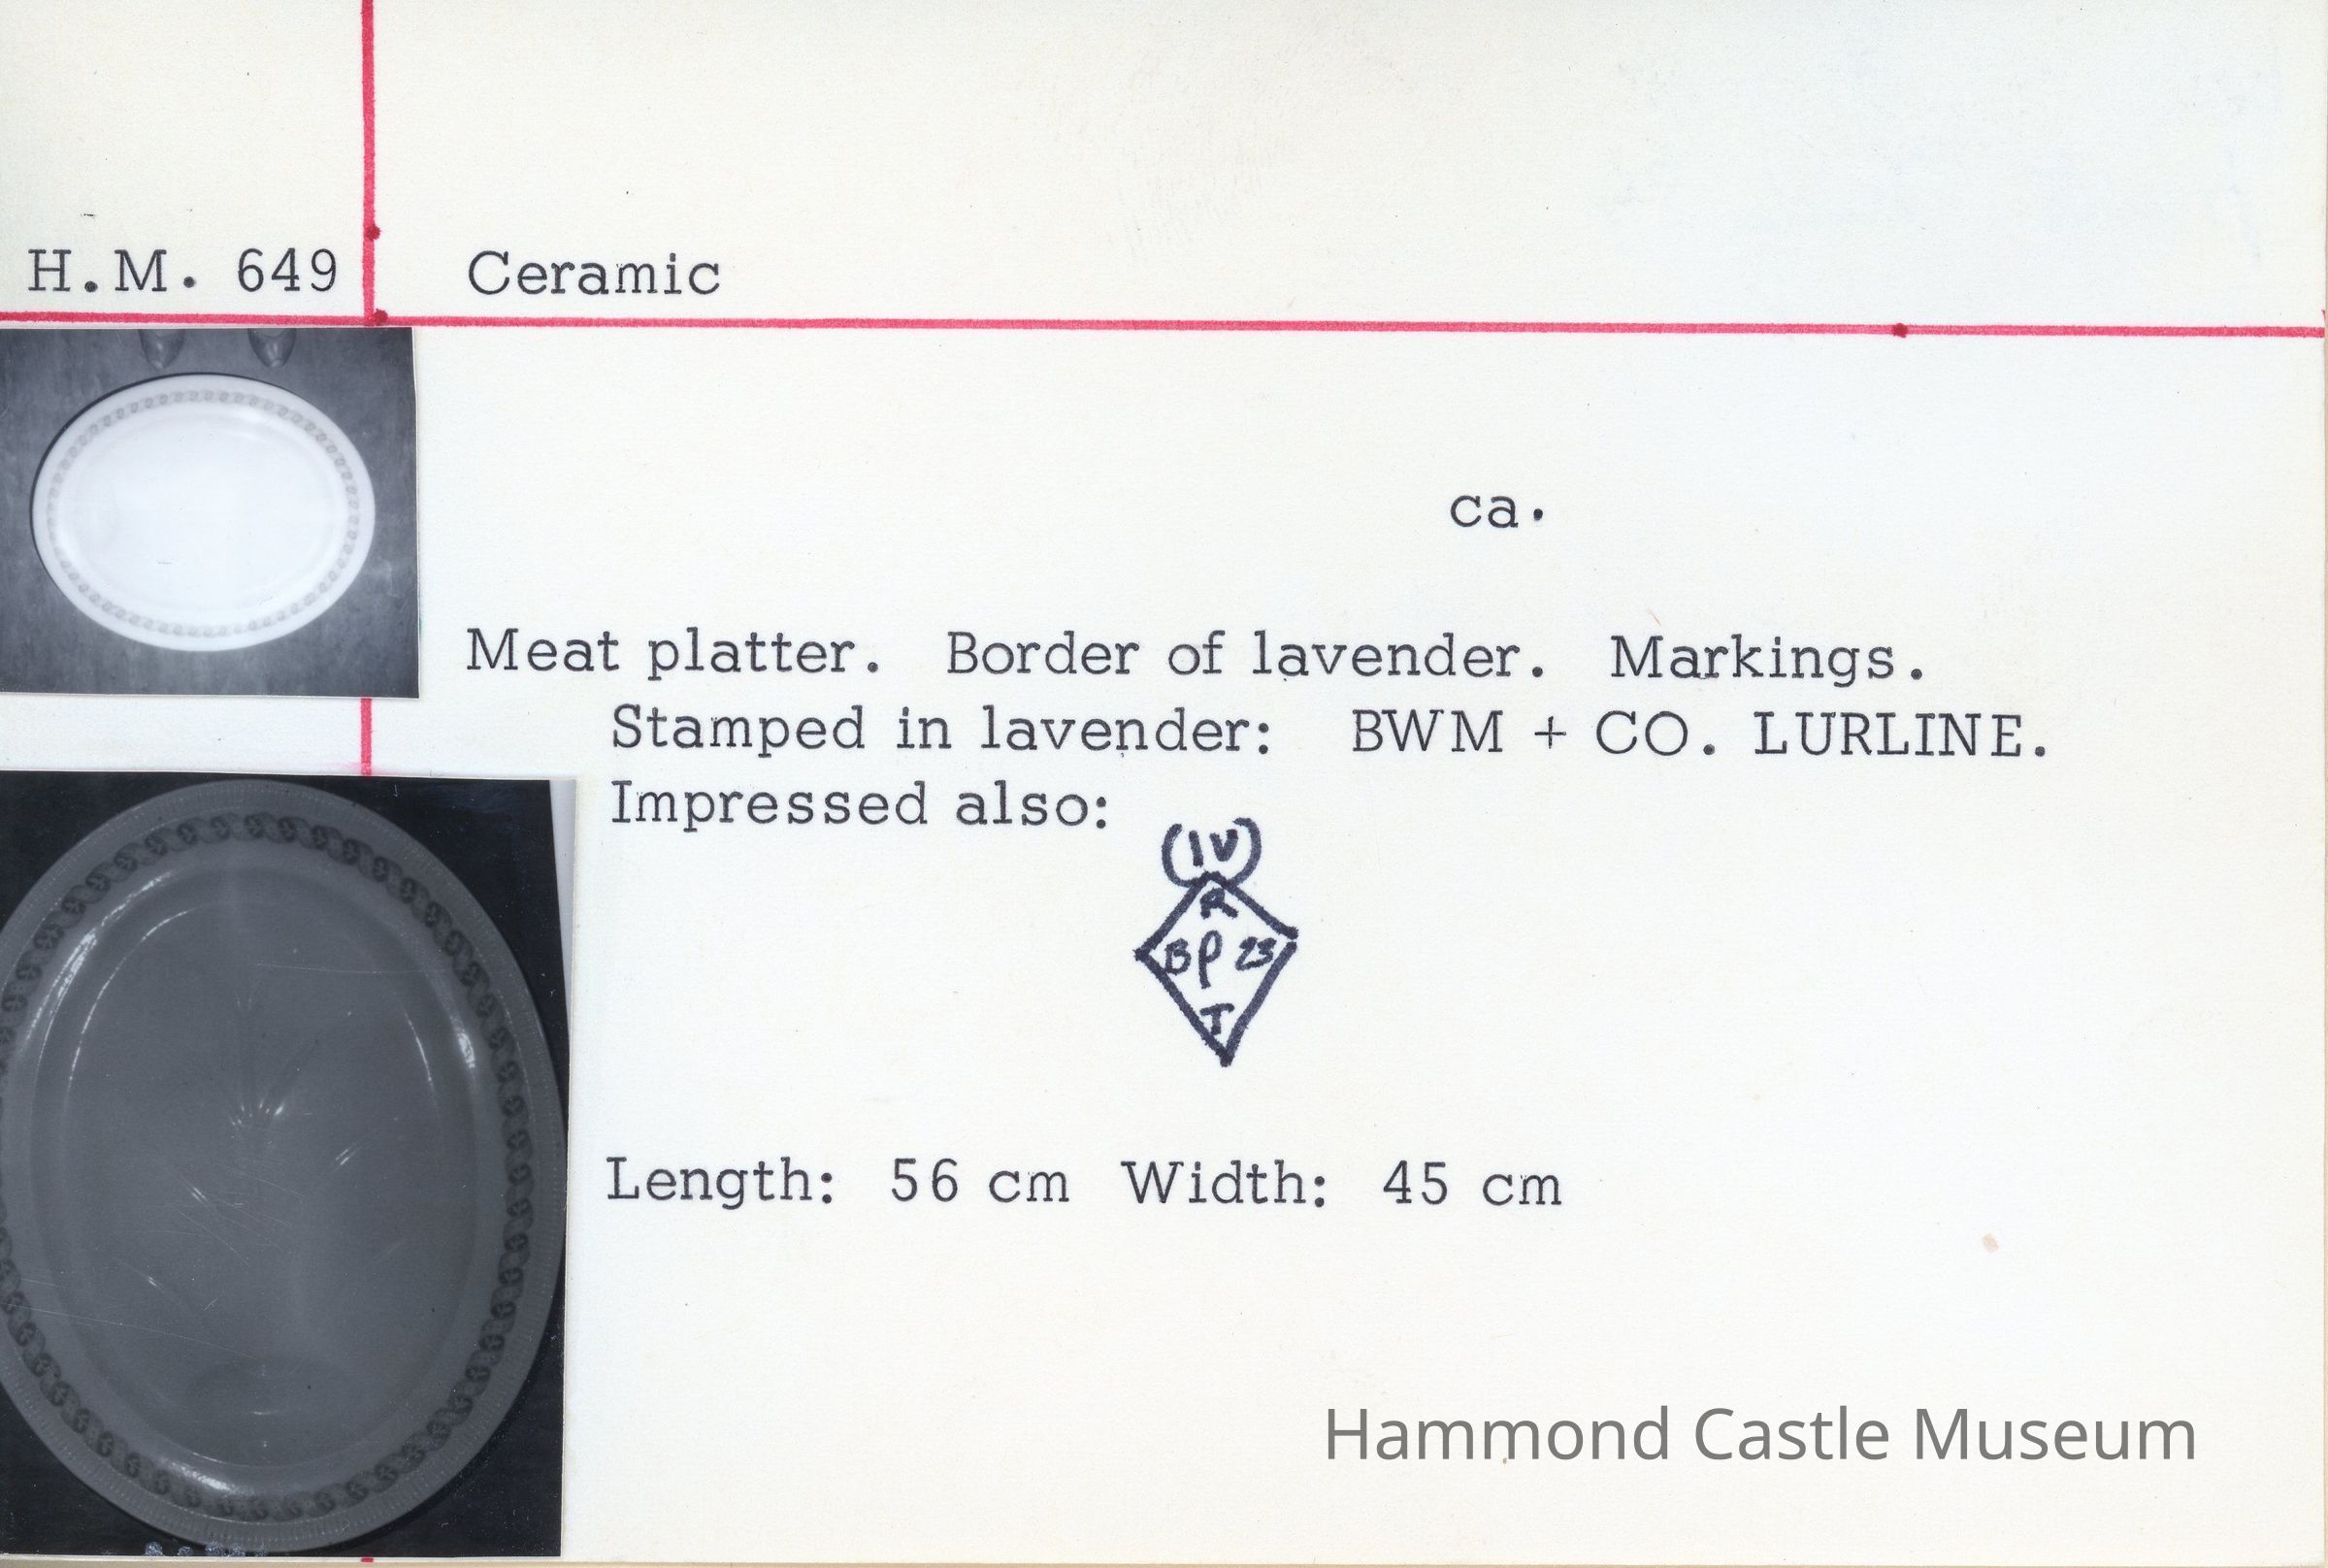 H.M. 649 Ceramic
ca.
Meat platter. Border of lavender. Markings.
Stamped in lavender: BWM + CO. LURLINE.
Impressed also:
(IV)
R
B P 23
T
Length: 56 cm Width: 45 cm
Hammond Castle Museum